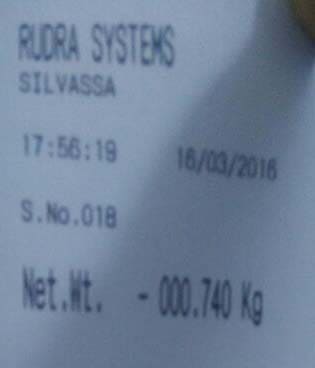 RUDRA SYSTEMS
SILVASSA
17:56:19 16/03/2016
S.No.018
Net.Wt. - 000.740 Kg